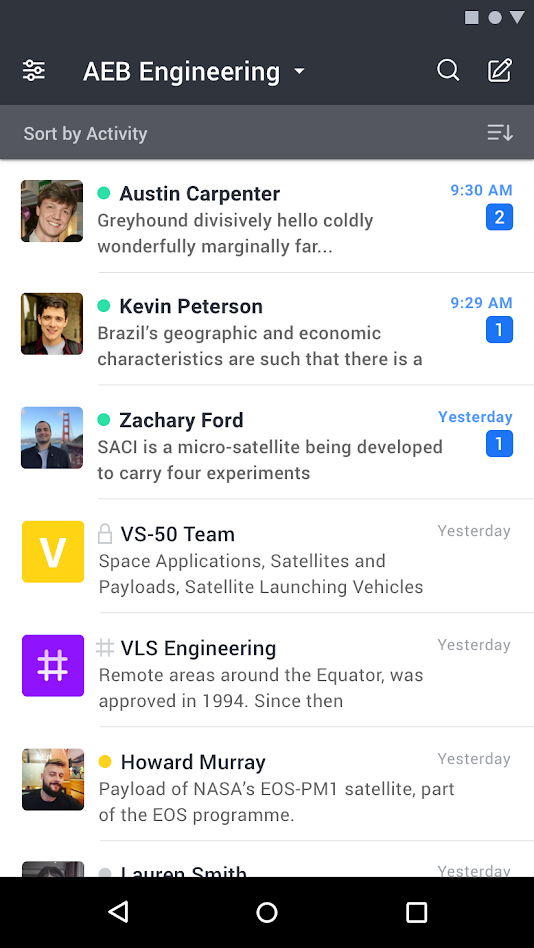 AEB Engineering
Sort by Activity
Austin Carpenter
9:30 AM
Greyhound divisively hello coldly
2
wonderfully marginally far...
Kevin Peterson
9:29 AM
Brazil’s geographic and economic
1
characteristics are such that there is a
Zachary Ford
Yesterday
SACI is a micro-satellite being developed
1
to carry four experiments
V
VS-50 Team
Yesterday
Space Applications, Satellites and
Payloads, Satellite Launching Vehicles
#
# VLS Engineering
Yesterday
Remote areas around the Equator, was
approved in 1994. Since then
Howard Murray
Yesterday
Payload of NASA’s EOS-PM1 satellite, part
of the EOS programme.
Lauren Smith
Yesterday